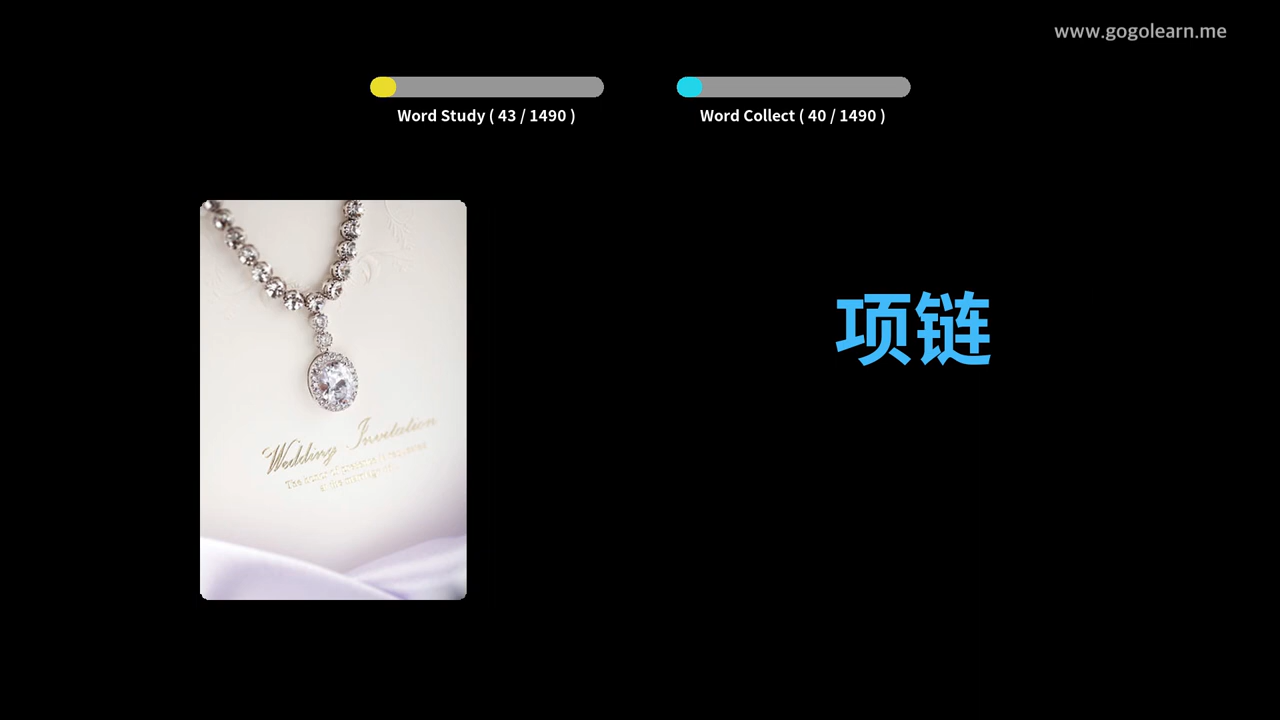 www.gogolearn.me
Word Study ( 43 / 1490 )
Word Collect ( 40 / 1490 )
项链
Wedding Invitation